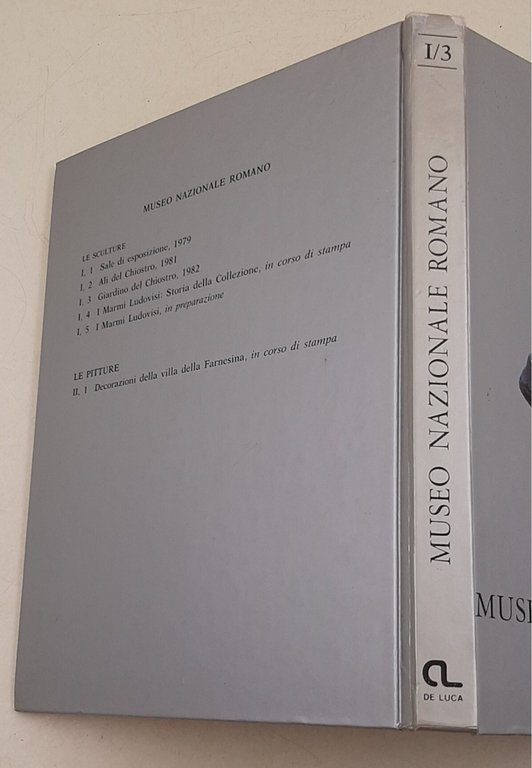 MUSEO NAZIONALE ROMANO
LE SCULTURE
I, 1 Sale di esposizione, 1979
I, 2 Ali del Chiostro, 1981
I, 3 Giardino del Chiostro, 1982
I, 4 I Marmi Ludovisi: Storia della Collezione, in corso di stampa
I, 5 I Marmi Ludovisi, in preparazione
LE PITTURE
II, 1 Decorazioni della villa della Farnesina, in corso di stampa
I/3
MUSEO NAZIONALE ROMANO
DE LUCA
MUSE